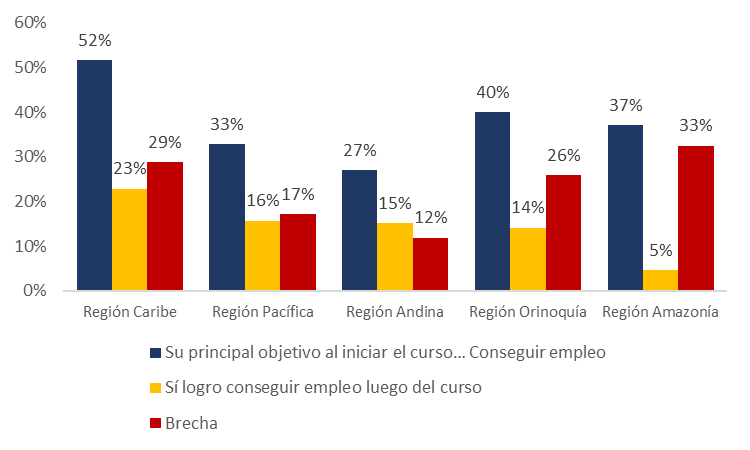 60%
50%
40%
30%
20%
10%
0%
52%
23%
29%
33%
16%
17%
27%
15%
12%
40%
14%
26%
37%
5%
33%
Región Caribe
Región Pacífica
Región Andina
Región Orinoquía
Región Amazonía
Su principal objetivo al iniciar el curso... Conseguir empleo
Sí logro conseguir empleo luego del curso
Brecha